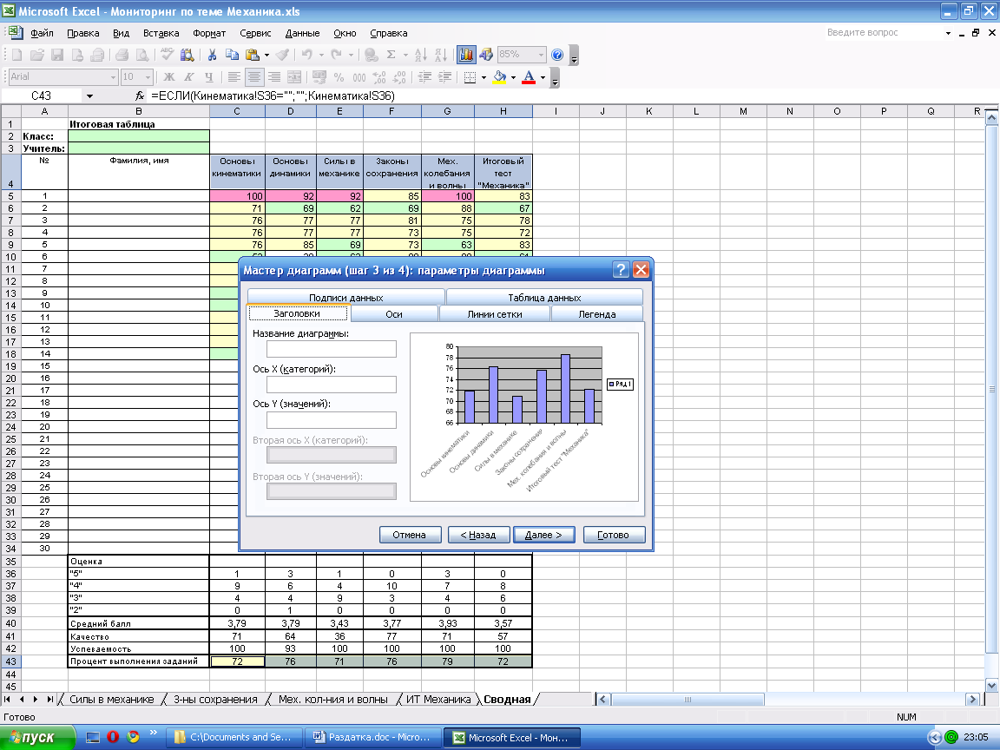 Microsoft Excel - Мониторинг по теме Механика.xls
Файл Правка Вид Вставка Формат Сервис Данные Окно Справка Введите вопрос
85%
Arial 10 Ж К Ч
C43 fx =ЕСЛИ(Кинематика!S36="";"";Кинематика!S36)
A B C D E F G H I J K L M N O P Q R
1 Итоговая таблица
2 Класс:
3 Учитель:
4 № Фамилия, имя Основы кинематики Основы динамики Силы в механике Законы сохранения Мех. колебания и волны Итоговый тест "Механика"
5 1 100 92 92 85 100 83
6 2 71 69 62 69 88 67
7 3 76 77 77 81 75 78
8 4 76 77 77 73 75 72
9 5 76 85 69 73 63 83
10 6
11 7
12 8
13 9
14 10
15 11
16 12
17 13
18 14
19 15
20 16
21 17
22 18
23 19
24 20
25 21
26 22
27 23
28 24
29 25
30 26
31 27
32 28
33 29
34 30
Мастер диаграмм (шаг 3 из 4): параметры диаграммы
Подписи данных Таблица данных
Заголовки Оси Линии сетки Легенда
Название диаграммы:
Ось X (категорий):
Ось Y (значений):
Вторая ось X (категорий):
Вторая ось Y (значений):
80
78
76
74
72
70
68
66
Ряд1
Основы кинематики
Основы динамики
Силы в механике
Законы сохранения
Мех. колебания и волны
Итоговый тест "Механика"
Отмена < Назад Далее > Готово
35 Оценка
36 "5" 1 3 1 0 3 0
37 "4" 9 6 4 10 7 8
38 "3" 4 4 9 3 4 6
39 "2" 0 1 0 0 0 0
40 Средний балл 3,79 3,79 3,43 3,77 3,93 3,57
41 Качество 71 64 36 77 71 57
42 Успеваемость 100 93 100 100 100 100
43 Процент выполнения заданий 72 76 71 76 79 72
44
45
Силы в механике З-ны сохранения Мех. кол-ния и волны ИТ Механика Сводная
Готово NUM
пуск C:\Documents and Se... Раздатка.doc - Micro... Microsoft Excel - Мон... 23:05